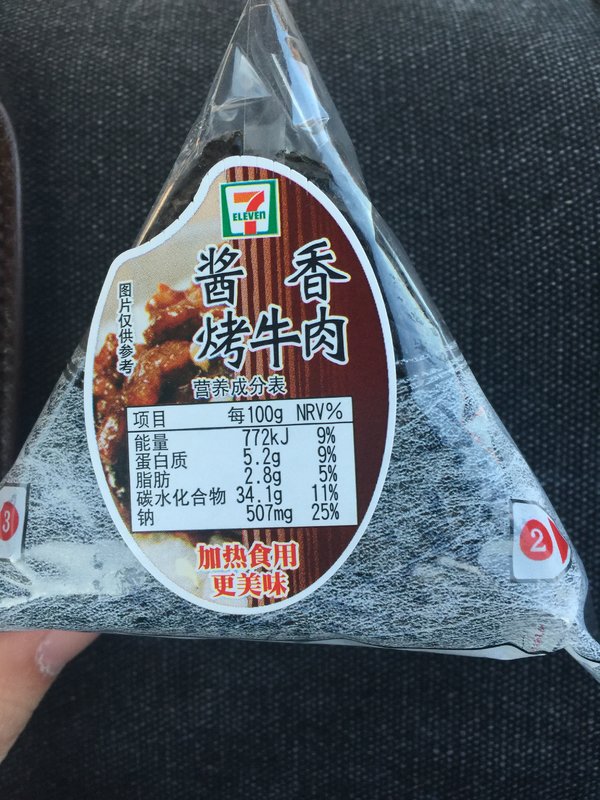 7
ELEVEN
酱香
烤牛肉
图片仅供参考
营养成分表
项目 每100g NRV%
能量 772kJ 9%
蛋白质 5.2g 9%
脂肪 2.8g 5%
碳水化合物 34.1g 11%
钠 507mg 25%
加热食用
更美味
3
2